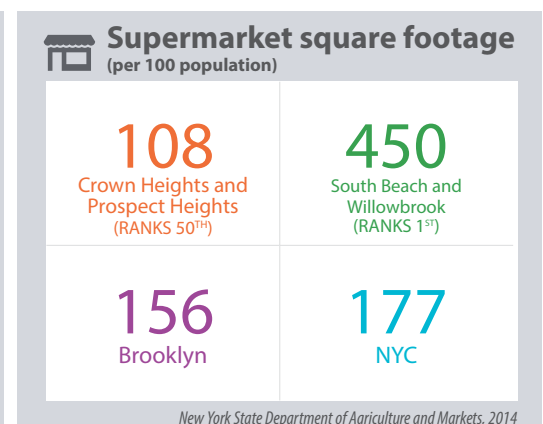 Supermarket square footage
(per 100 population)
108
Crown Heights and
Prospect Heights
(RANKS 50TH)
450
South Beach and
Willowbrook
(RANKS 1ST)
156
Brooklyn
177
NYC
New York State Department of Agriculture and Markets, 2014